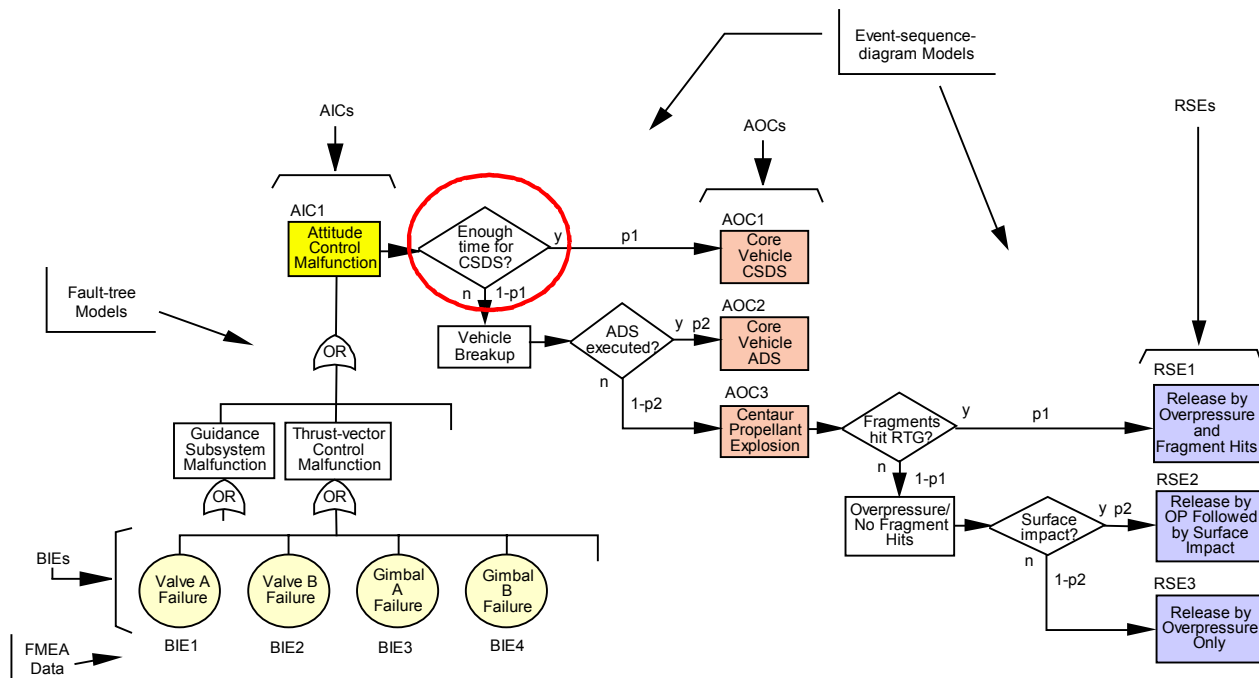 Event-sequence-
diagram Models
AICs
AOCs
RSEs
AIC1
Attitude
Control
Malfunction
Enough
time for
CSDS?
y
p1
n
1-p1
AOC1
Core
Vehicle
CSDS
Fault-tree
Models
Vehicle
Breakup
ADS
executed?
y p2
n
1-p2
AOC2
Core
Vehicle
ADS
OR
AOC3
Centaur
Propellant
Explosion
Fragments
hit RTG?
y
p1
n
1-p1
RSE1
Release by
Overpressure
and
Fragment Hits
Guidance
Subsystem
Malfunction
Thrust-vector
Control
Malfunction
OR
OR
Overpressure/
No Fragment
Hits
Surface
impact?
y p2
n
1-p2
RSE2
Release by
OP Followed
by Surface
Impact
BIEs
Valve A
Failure
Valve B
Failure
Gimbal
A
Failure
Gimbal
B
Failure
BIE1
BIE2
BIE3
BIE4
RSE3
Release by
Overpressure
Only
FMEA
Data